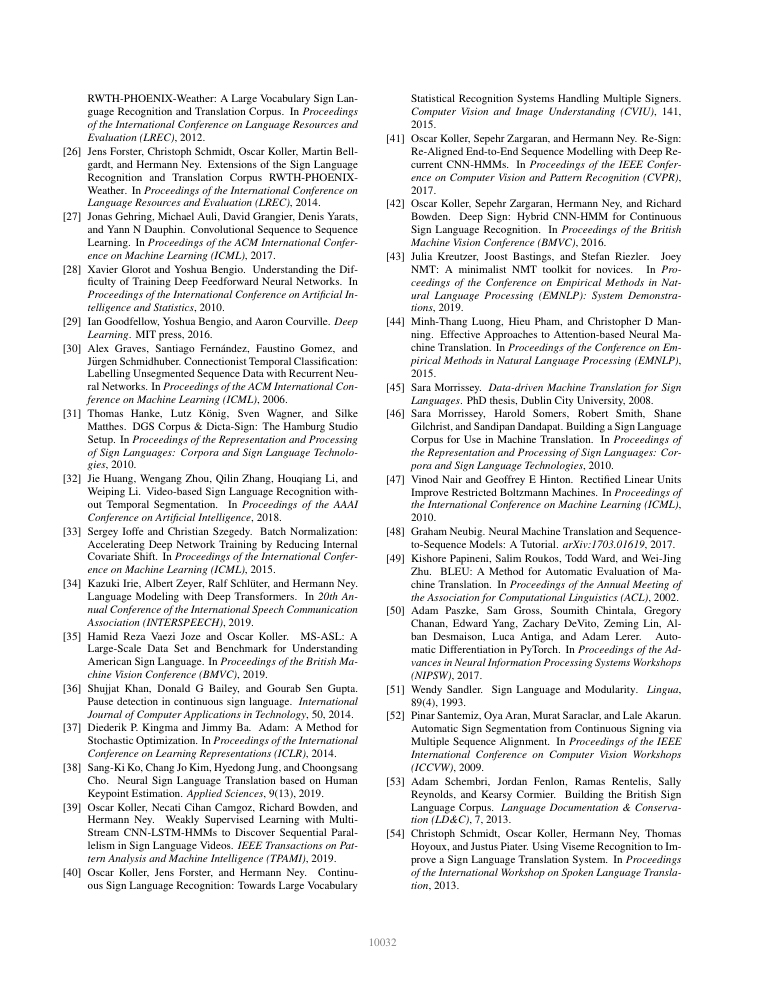 RWTH-PHOENIX-Weather: A Large Vocabulary Sign Lan-
guage Recognition and Translation Corpus. In Proceedings
of the International Conference on Language Resources and
Evaluation (LREC), 2012.
[26] Jens Forster, Christoph Schmidt, Oscar Koller, Martin Bell-
gardt, and Hermann Ney. Extensions of the Sign Language
Recognition and Translation Corpus RWTH-PHOENIX-
Weather. In Proceedings of the International Conference on
Language Resources and Evaluation (LREC), 2014.
[27] Jonas Gehring, Michael Auli, David Grangier, Denis Yarats,
and Yann N Dauphin. Convolutional Sequence to Sequence
Learning. In Proceedings of the ACM International Confer-
ence on Machine Learning (ICML), 2017.
[28] Xavier Glorot and Yoshua Bengio. Understanding the Dif-
ficulty of Training Deep Feedforward Neural Networks. In
Proceedings of the International Conference on Artificial In-
telligence and Statistics, 2010.
[29] Ian Goodfellow, Yoshua Bengio, and Aaron Courville. Deep
Learning. MIT press, 2016.
[30] Alex Graves, Santiago Fernández, Faustino Gomez, and
Jürgen Schmidhuber. Connectionist Temporal Classification:
Labelling Unsegmented Sequence Data with Recurrent Neu-
ral Networks. In Proceedings of the ACM International Con-
ference on Machine Learning (ICML), 2006.
[31] Thomas Hanke, Lutz König, Sven Wagner, and Silke
Matthes. DGS Corpus & Dicta-Sign: The Hamburg Studio
Setup. In Proceedings of the Representation and Processing
of Sign Languages: Corpora and Sign Language Technolo-
gies, 2010.
[32] Jie Huang, Wengang Zhou, Qilin Zhang, Houqiang Li, and
Weiping Li. Video-based Sign Language Recognition with-
out Temporal Segmentation. In Proceedings of the AAAI
Conference on Artificial Intelligence, 2018.
[33] Sergey Ioffe and Christian Szegedy. Batch Normalization:
Accelerating Deep Network Training by Reducing Internal
Covariate Shift. In Proceedings of the International Confer-
ence on Machine Learning (ICML), 2015.
[34] Kazuki Irie, Albert Zeyer, Ralf Schlüter, and Hermann Ney.
Language Modeling with Deep Transformers. In 20th An-
nual Conference of the International Speech Communication
Association (INTERSPEECH), 2019.
[35] Hamid Reza Vaezi Joze and Oscar Koller. MS-ASL: A
Large-Scale Data Set and Benchmark for Understanding
American Sign Language. In Proceedings of the British Ma-
chine Vision Conference (BMVC), 2019.
[36] Shujjat Khan, Donald G Bailey, and Gourab Sen Gupta.
Pause detection in continuous sign language. International
Journal of Computer Applications in Technology, 50, 2014.
[37] Diederik P. Kingma and Jimmy Ba. Adam: A Method for
Stochastic Optimization. In Proceedings of the International
Conference on Learning Representations (ICLR), 2014.
[38] Sang-Ki Ko, Chang Jo Kim, Hyedong Jung, and Choongsang
Cho. Neural Sign Language Translation based on Human
Keypoint Estimation. Applied Sciences, 9(13), 2019.
[39] Oscar Koller, Necati Cihan Camgoz, Richard Bowden, and
Hermann Ney. Weakly Supervised Learning with Multi-
Stream CNN-LSTM-HMMs to Discover Sequential Paral-
lelism in Sign Language Videos. IEEE Transactions on Pat-
tern Analysis and Machine Intelligence (TPAMI), 2019.
[40] Oscar Koller, Jens Forster, and Hermann Ney. Continu-
ous Sign Language Recognition: Towards Large Vocabulary
Statistical Recognition Systems Handling Multiple Signers.
Computer Vision and Image Understanding (CVIU), 141,
2015.
[41] Oscar Koller, Sepehr Zargaran, and Hermann Ney. Re-Sign:
Re-Aligned End-to-End Sequence Modelling with Deep Re-
current CNN-HMMs. In Proceedings of the IEEE Confer-
ence on Computer Vision and Pattern Recognition (CVPR),
2017.
[42] Oscar Koller, Sepehr Zargaran, Hermann Ney, and Richard
Bowden. Deep Sign: Hybrid CNN-HMM for Continuous
Sign Language Recognition. In Proceedings of the British
Machine Vision Conference (BMVC), 2016.
[43] Julia Kreutzer, Joost Bastings, and Stefan Riezler. Joey
NMT: A minimalist NMT toolkit for novices. In Pro-
ceedings of the Conference on Empirical Methods in Nat-
ural Language Processing (EMNLP): System Demonstra-
tions, 2019.
[44] Minh-Thang Luong, Hieu Pham, and Christopher D Man-
ning. Effective Approaches to Attention-based Neural Ma-
chine Translation. In Proceedings of the Conference on Em-
pirical Methods in Natural Language Processing (EMNLP),
2015.
[45] Sara Morrissey. Data-driven Machine Translation for Sign
Languages. PhD thesis, Dublin City University, 2008.
[46] Sara Morrissey, Harold Somers, Robert Smith, Shane
Gilchrist, and Sandipan Dandapat. Building a Sign Language
Corpus for Use in Machine Translation. In Proceedings of
the Representation and Processing of Sign Languages: Cor-
pora and Sign Language Technologies, 2010.
[47] Vinod Nair and Geoffrey E Hinton. Rectified Linear Units
Improve Restricted Boltzmann Machines. In Proceedings of
the International Conference on Machine Learning (ICML),
2010.
[48] Graham Neubig. Neural Machine Translation and Sequence-
to-Sequence Models: A Tutorial. arXiv:1703.01619, 2017.
[49] Kishore Papineni, Salim Roukos, Todd Ward, and Wei-Jing
Zhu. BLEU: A Method for Automatic Evaluation of Ma-
chine Translation. In Proceedings of the Annual Meeting of
the Association for Computational Linguistics (ACL), 2002.
[50] Adam Paszke, Sam Gross, Soumith Chintala, Gregory
Chanan, Edward Yang, Zachary DeVito, Zeming Lin, Al-
ban Desmaison, Luca Antiga, and Adam Lerer. Auto-
matic Differentiation in PyTorch. In Proceedings of the Ad-
vances in Neural Information Processing Systems Workshops
(NIPSW), 2017.
[51] Wendy Sandler. Sign Language and Modularity. Lingua,
89(4), 1993.
[52] Pinar Santemiz, Oya Aran, Murat Saraclar, and Lale Akarun.
Automatic Sign Segmentation from Continuous Signing via
Multiple Sequence Alignment. In Proceedings of the IEEE
International Conference on Computer Vision Workshops
(ICCVW), 2009.
[53] Adam Schembri, Jordan Fenlon, Ramas Rentelis, Sally
Reynolds, and Kearsy Cormier. Building the British Sign
Language Corpus. Language Documentation & Conserva-
tion (LD&C), 7, 2013.
[54] Christoph Schmidt, Oscar Koller, Hermann Ney, Thomas
Hoyoux, and Justus Piater. Using Viseme Recognition to Im-
prove a Sign Language Translation System. In Proceedings
of the International Workshop on Spoken Language Transla-
tion, 2013.
10032